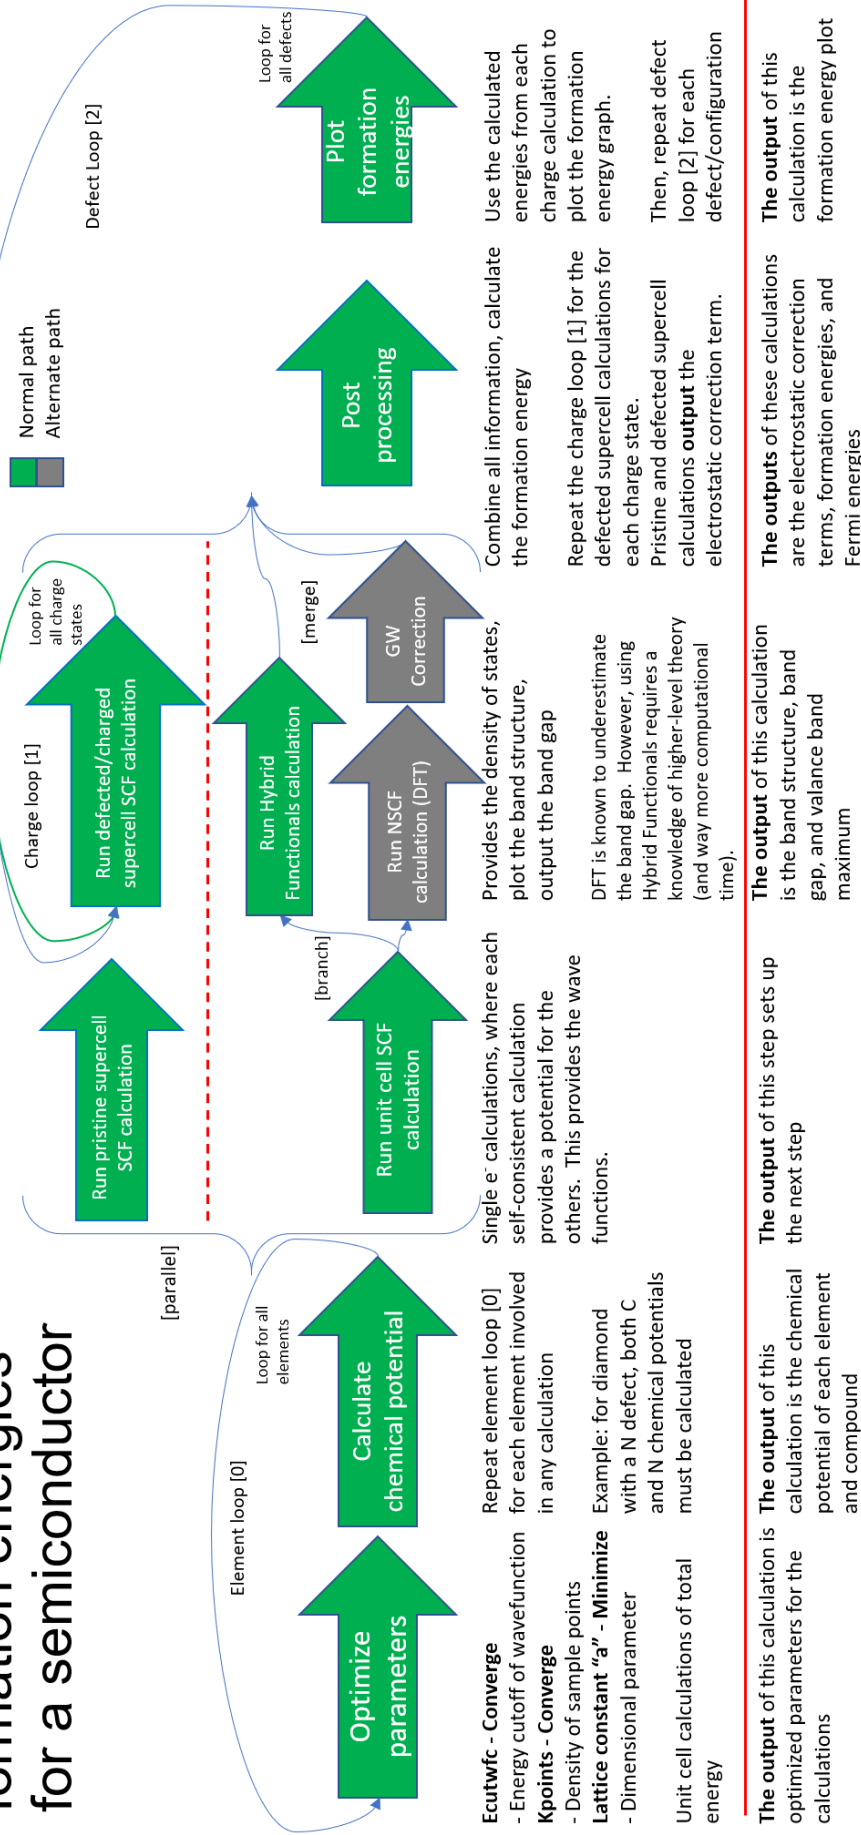 formation energies
for a semiconductor
Normal path
Alternate path
Element loop [0]
Loop for all
elements
[parallel]
Charge loop [1]
Loop for
all charge
states
Defect Loop [2]
Loop for
all defects
[branch]
[merge]
Optimize
parameters
Calculate
chemical potential
Run pristine supercell
SCF calculation
Run defected/charged
supercell SCF calculation
Run unit cell SCF
calculation
Run Hybrid
Functionals calculation
Run NSCF
calculation (DFT)
GW
Correction
Post
processing
Plot
formation
energies
Ecutwfc - Converge
- Energy cutoff of wavefunction
Kpoints - Converge
- Density of sample points
Lattice constant “a” - Minimize
- Dimensional parameter
Unit cell calculations of total
energy
Repeat element loop [0]
for each element involved
in any calculation
Example: for diamond
with a N defect, both C
and N chemical potentials
must be calculated
Single e⁻ calculations, where each
self-consistent calculation
provides a potential for the
others. This provides the wave
functions.
Provides the density of states,
plot the band structure,
output the band gap
DFT is known to underestimate
the band gap. However, using
Hybrid Functionals requires a
knowledge of higher-level theory
(and way more computational
time).
Combine all information, calculate
the formation energy
Repeat the charge loop [1] for the
defected supercell calculations for
each charge state.
Pristine and defected supercell
calculations output the
electrostatic correction term.
Use the calculated
energies from each
charge calculation to
plot the formation
energy graph.
Then, repeat defect
loop [2] for each
defect/configuration
The output of this calculation is
optimized parameters for the
calculations
The output of this
calculation is the chemical
potential of each element
and compound
The output of this step sets up
the next step
The output of this calculation
is the band structure, band
gap, and valance band
maximum
The outputs of these calculations
are the electrostatic correction
terms, formation energies, and
Fermi energies
The output of this
calculation is the
formation energy plot